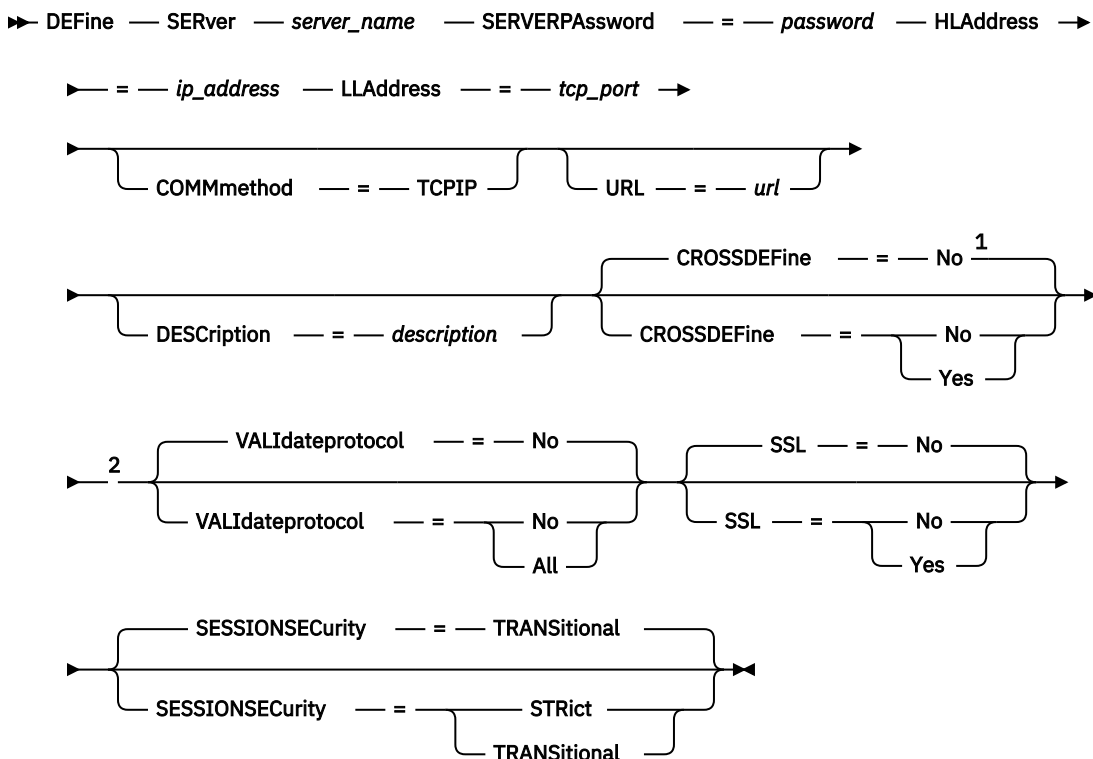 DEFine SERver server_name SERVERPAssword = password HLAddress
= ip_address LLAddress = tcp_port
COMMmethod = TCPIP URL = url
CROSSDEFine = No 1
DESCription = description CROSSDEFine = No
Yes
VALIdateprotocol = No SSL = No
2
VALIdateprotocol = No SSL = No
All Yes
SESSIONSECurity = TRANSitional
SESSIONSECurity = STRict
TRANSitional